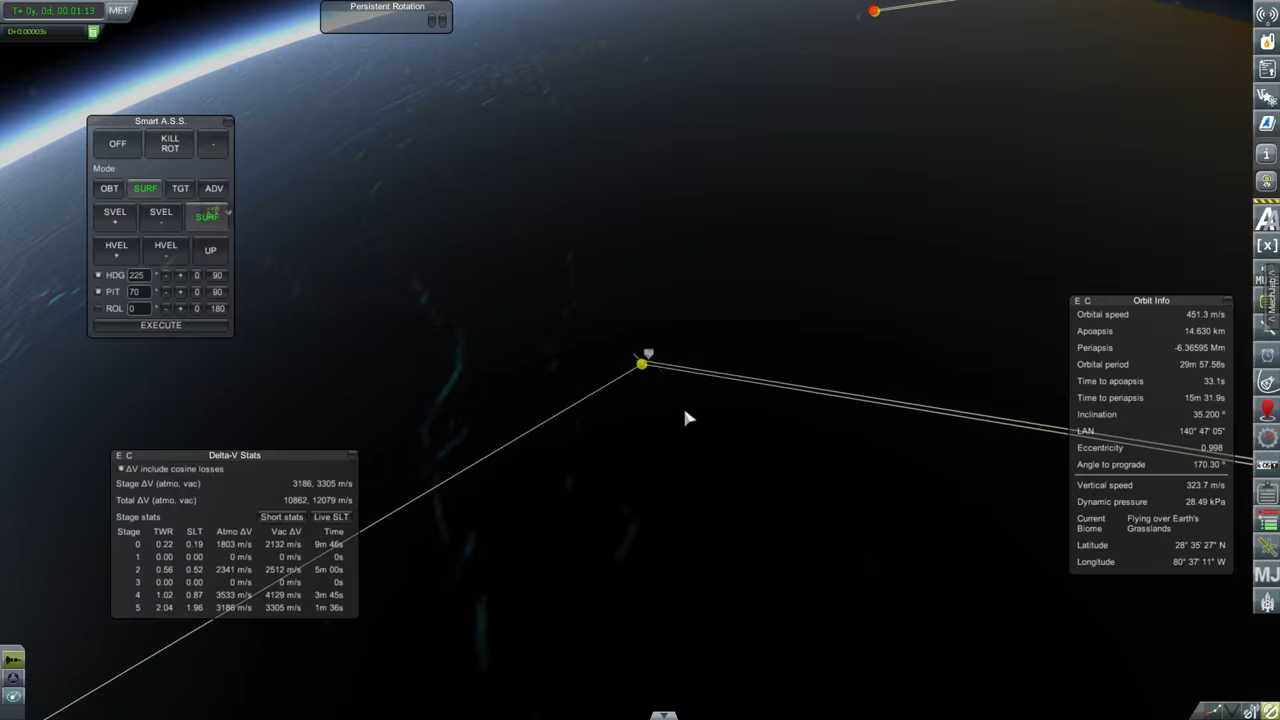 T+ 0y, 0d, 00:01:13 MET
D+0.00003s
Persistent Rotation
Smart A.S.S.
OFF KILL ROT -
Mode:
OBT SURF TGT ADV
SVEL + SVEL - SURF
HVEL + HVEL - UP
HDG 225 ° - + 0 90
PIT 70 ° - + 0 90
ROL 0 ° - + 0 180
EXECUTE
E C Orbit Info
Orbital speed 451.3 m/s
Apoapsis 14.630 km
Periapsis -6.36595 Mm
Orbital period 29m 57.58s
Time to apoapsis 33.1s
Time to periapsis 15m 31.9s
Inclination 35.200 °
LAN 140° 47' 05"
Eccentricity 0.998
Angle to prograde 170.30 °
Vertical speed 323.7 m/s
Dynamic pressure 28.49 kPa
Current Biome Flying over Earth's Grasslands
Latitude 28° 35' 27" N
Longitude 80° 37' 11" W
E C Delta-V Stats
ΔV include cosine losses
Stage ΔV (atmo, vac) 3186, 3305 m/s
Total ΔV (atmo, vac) 10862, 12079 m/s
Stage stats Short stats Live SLT
Stage TWR SLT Atmo ΔV Vac ΔV Time
0 0.22 0.19 1803 m/s 2132 m/s 9m 46s
1 0.00 0.00 0 m/s 0 m/s 0s
2 0.56 0.52 2341 m/s 2512 m/s 5m 00s
3 0.00 0.00 0 m/s 0 m/s 0s
4 1.02 0.87 3533 m/s 4129 m/s 3m 45s
5 2.04 1.96 3186 m/s 3305 m/s 1m 36s
A
[x]
MJ